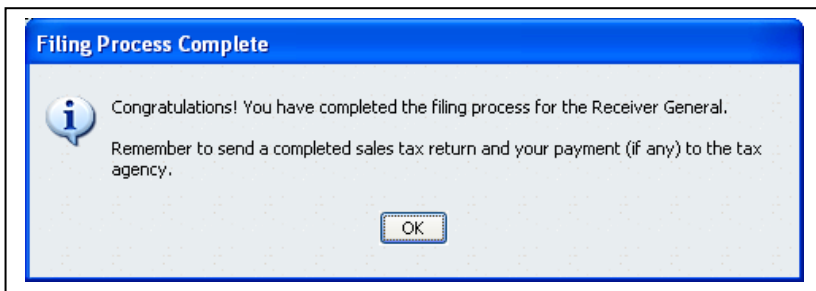 Filing Process Complete
Congratulations! You have completed the filing process for the Receiver General.
Remember to send a completed sales tax return and your payment (if any) to the tax
agency.
OK